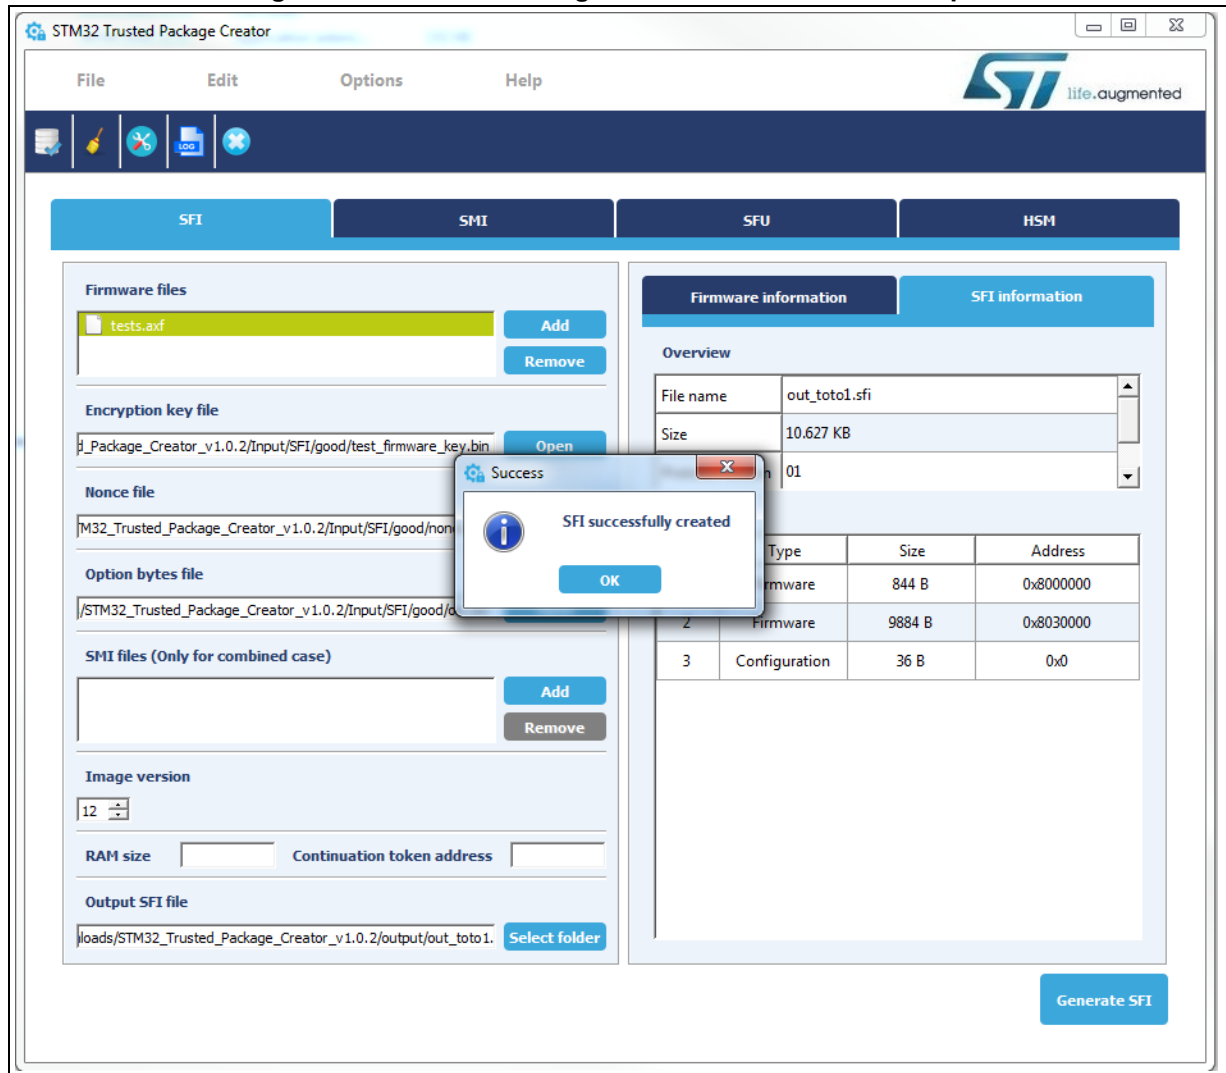 STM32 Trusted Package Creator
File Edit Options Help
life.augmented
LOG
SFI SMI SFU HSM
Firmware files
tests.axf
Add
Remove
Encryption key file
d_Package_Creator_v1.0.2/Input/SFI/good/test_firmware_key.bin Open
Nonce file
TM32_Trusted_Package_Creator_v1.0.2/Input/SFI/good/non
Option bytes file
/STM32_Trusted_Package_Creator_v1.0.2/Input/SFI/good/o
SMI files (Only for combined case)
Add
Remove
Image version
12
RAM size Continuation token address
Output SFI file
loads/STM32_Trusted_Package_Creator_v1.0.2/output/out_toto1. Select folder
Firmware information SFI information
Overview
File name out_toto1.sfi
Size 10.627 KB
01
Type Size Address
rmware 844 B 0x8000000
2 Firmware 9884 B 0x8030000
3 Configuration 36 B 0x0
Success
SFI successfully created
OK
Generate SFI